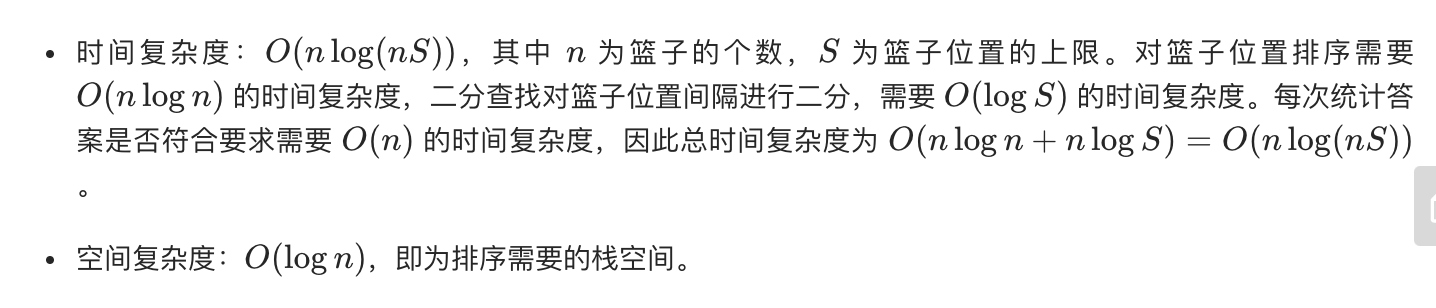 • 时间复杂度：O(n log(nS))，其中 n 为篮子的个数，S 为篮子位置的上限。对篮子位置排序需要
O(n log n) 的时间复杂度，二分查找对篮子位置间隔进行二分，需要 O(log S) 的时间复杂度。每次统计答
案是否符合要求需要 O(n) 的时间复杂度，因此总时间复杂度为 O(n log n + n log S) = O(n log(nS))
。
• 空间复杂度：O(log n)，即为排序需要的栈空间。